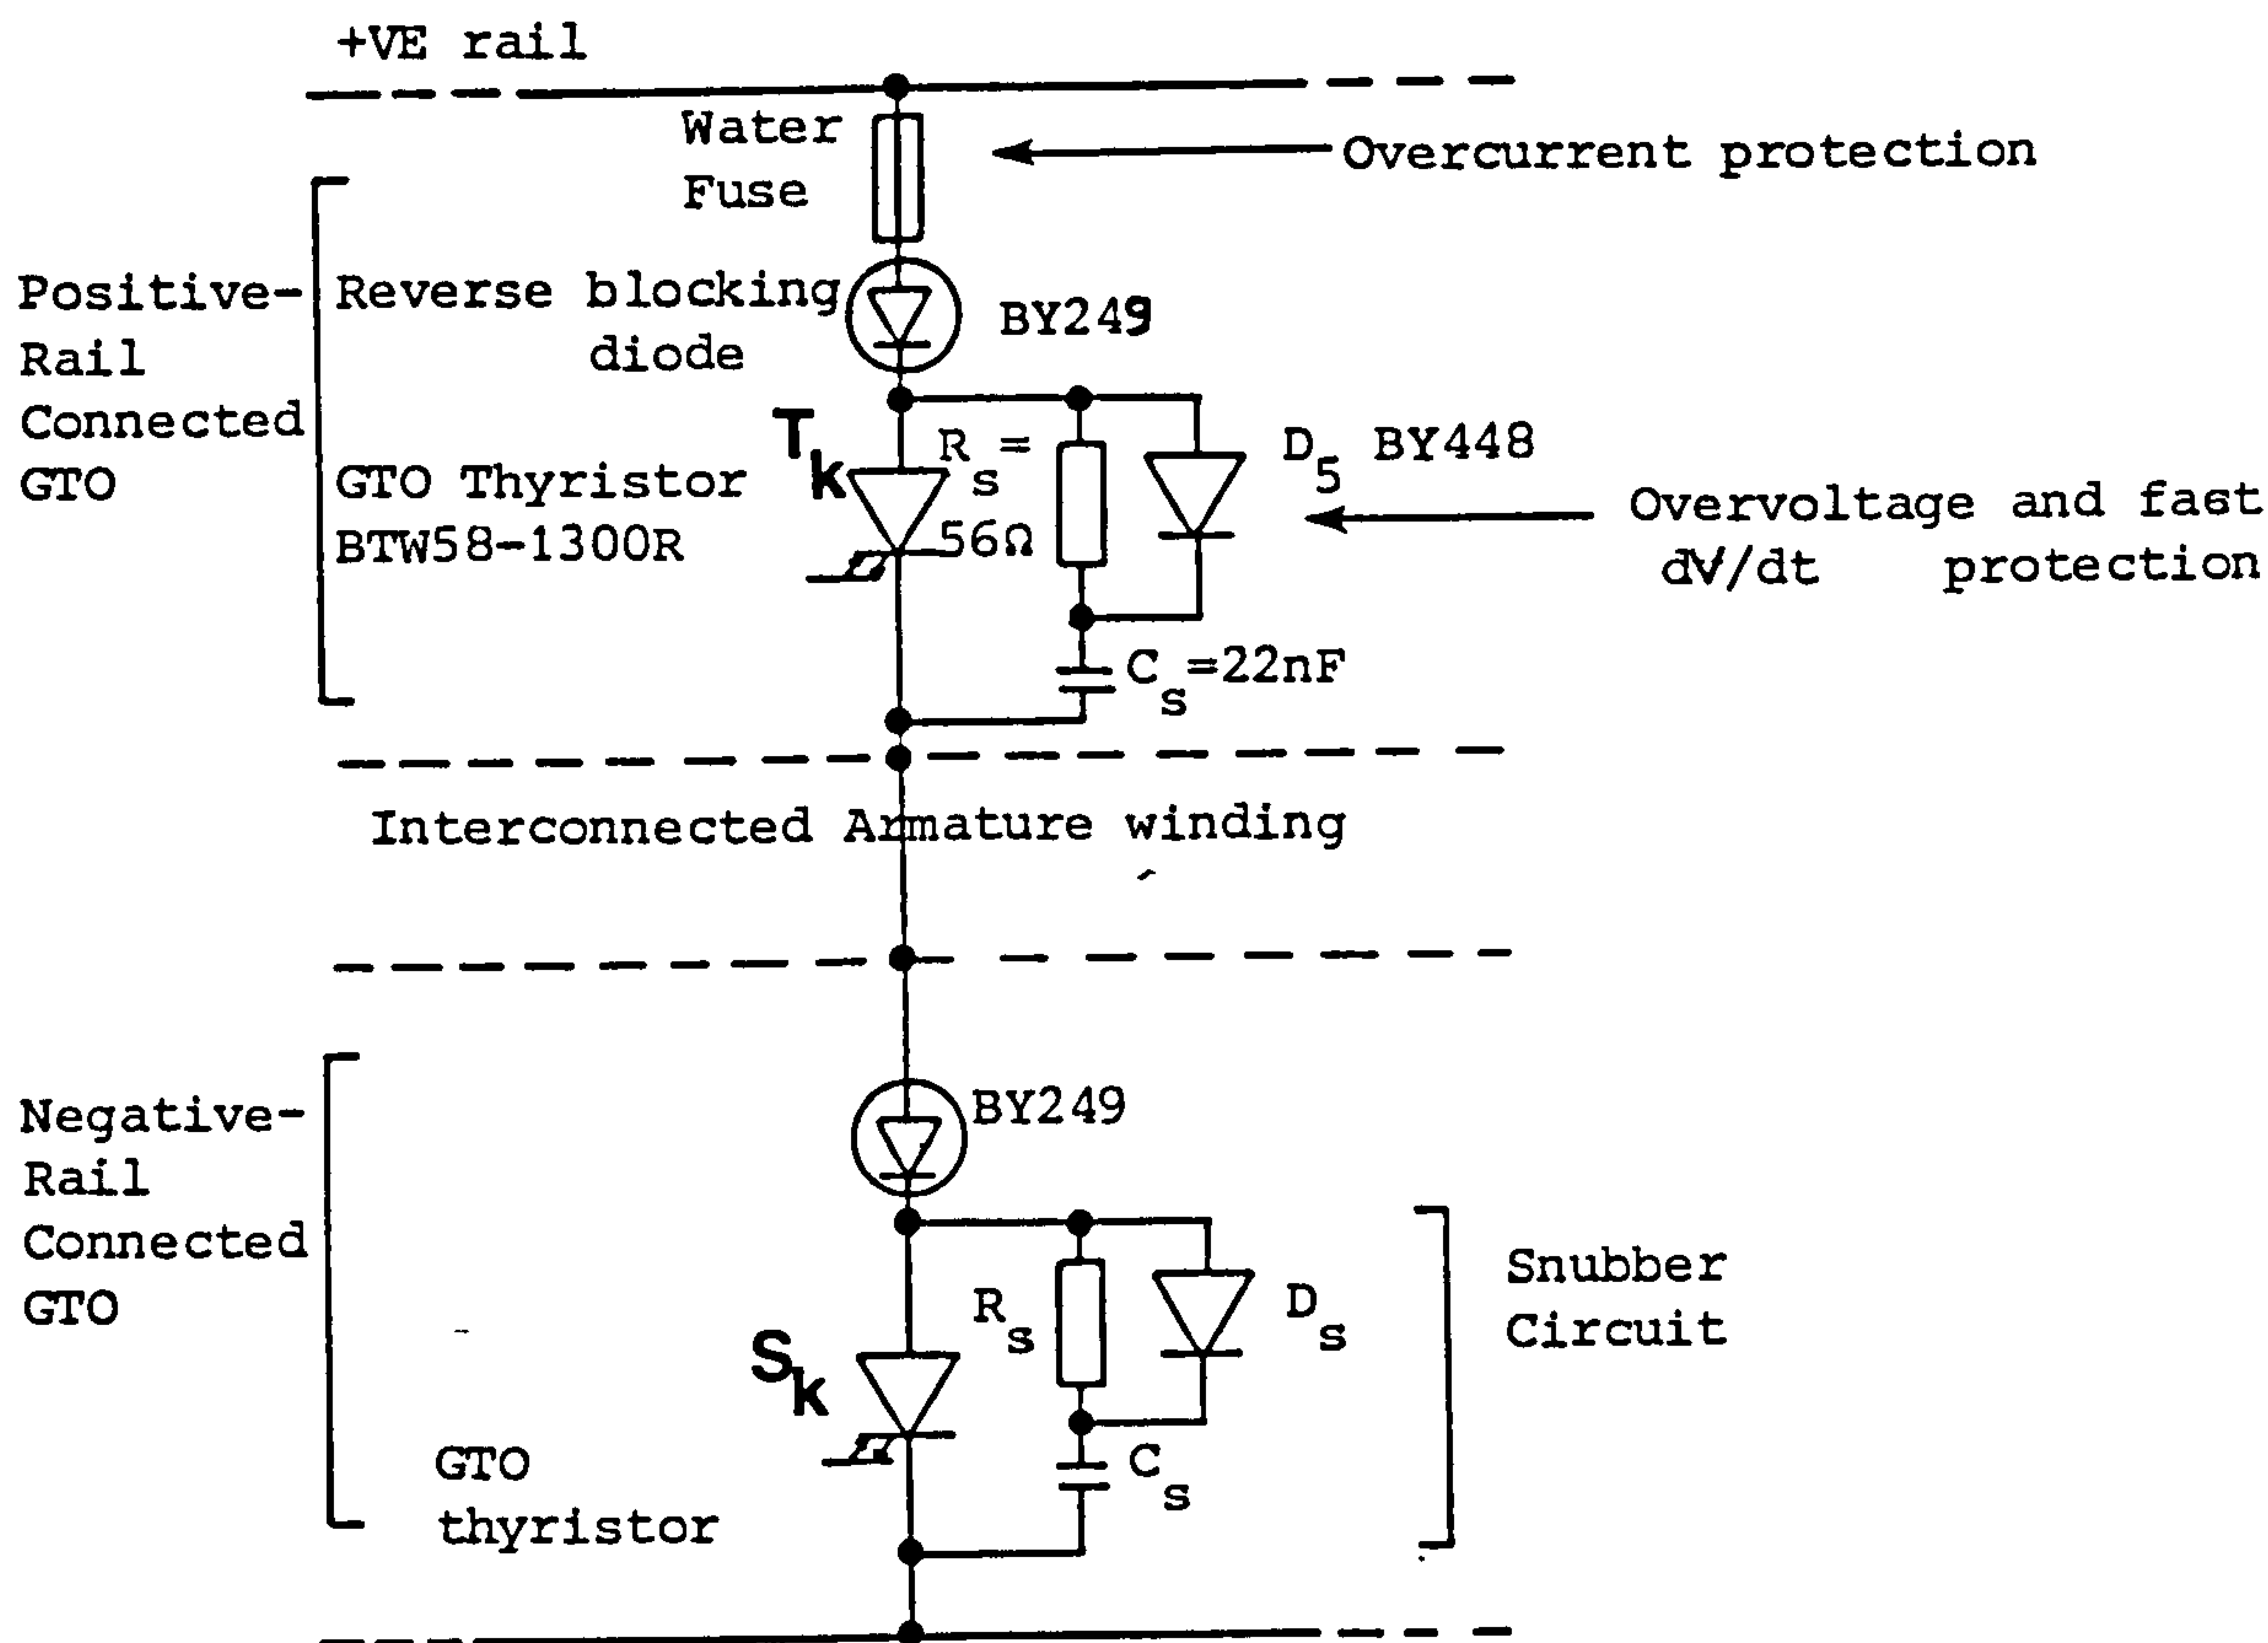 +VE rail
Water
Fuse
Overcurrent protection
Positive-
Rail
Connected
GTO
Reverse blocking
diode
BY249
Tk
GTO Thyristor
BTW58-1300R
Rs =
56Ω
D5 BY448
Overvoltage and fast
dV/dt protection
Cs =22nF
Interconnected Armature winding
Negative-
Rail
Connected
GTO
BY249
Rs
Ds
Sk
Cs
GTO
thyristor
Snubber
Circuit